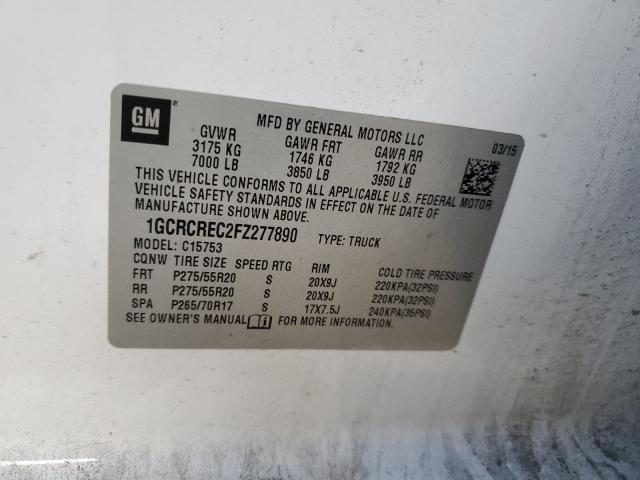 GM
MFD BY GENERAL MOTORS LLC 03/15
GVWR GAWR FRT GAWR RR
3175 KG 1746 KG 1792 KG
7000 LB 3850 LB 3950 LB
THIS VEHICLE CONFORMS TO ALL APPLICABLE U.S. FEDERAL MOTOR
VEHICLE SAFETY STANDARDS IN EFFECT ON THE DATE OF
MANUFACTURE SHOWN ABOVE.
1GCRCREC2FZ277890 TYPE: TRUCK
MODEL: C15753
CQNW TIRE SIZE SPEED RTG RIM COLD TIRE PRESSURE
FRT P275/55R20 S 20X9J 220KPA(32PSI)
RR P275/55R20 S 20X9J 220KPA(32PSI)
SPA P265/70R17 S 17X7.5J 240KPA(35PSI)
SEE OWNER'S MANUAL FOR MORE INFORMATION.